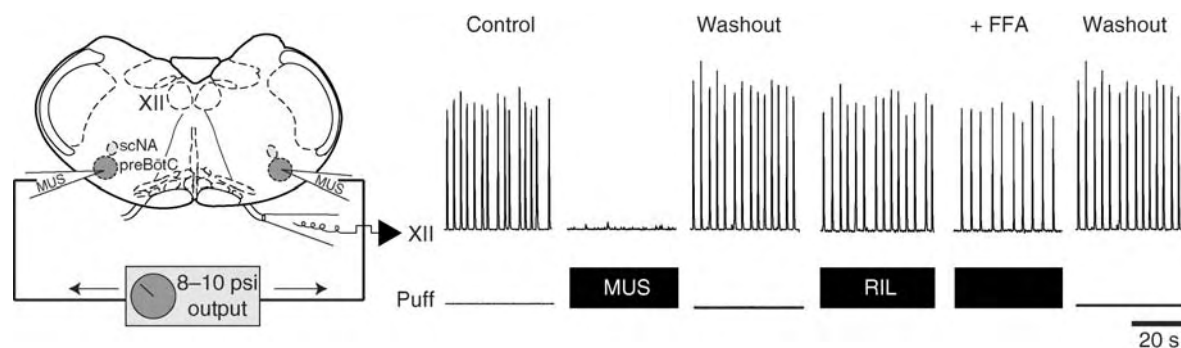 Control
Washout
+ FFA
Washout
XII
scNA
preBötC
MUS
MUS
XII
8–10 psi
output
Puff
MUS
RIL
20 s